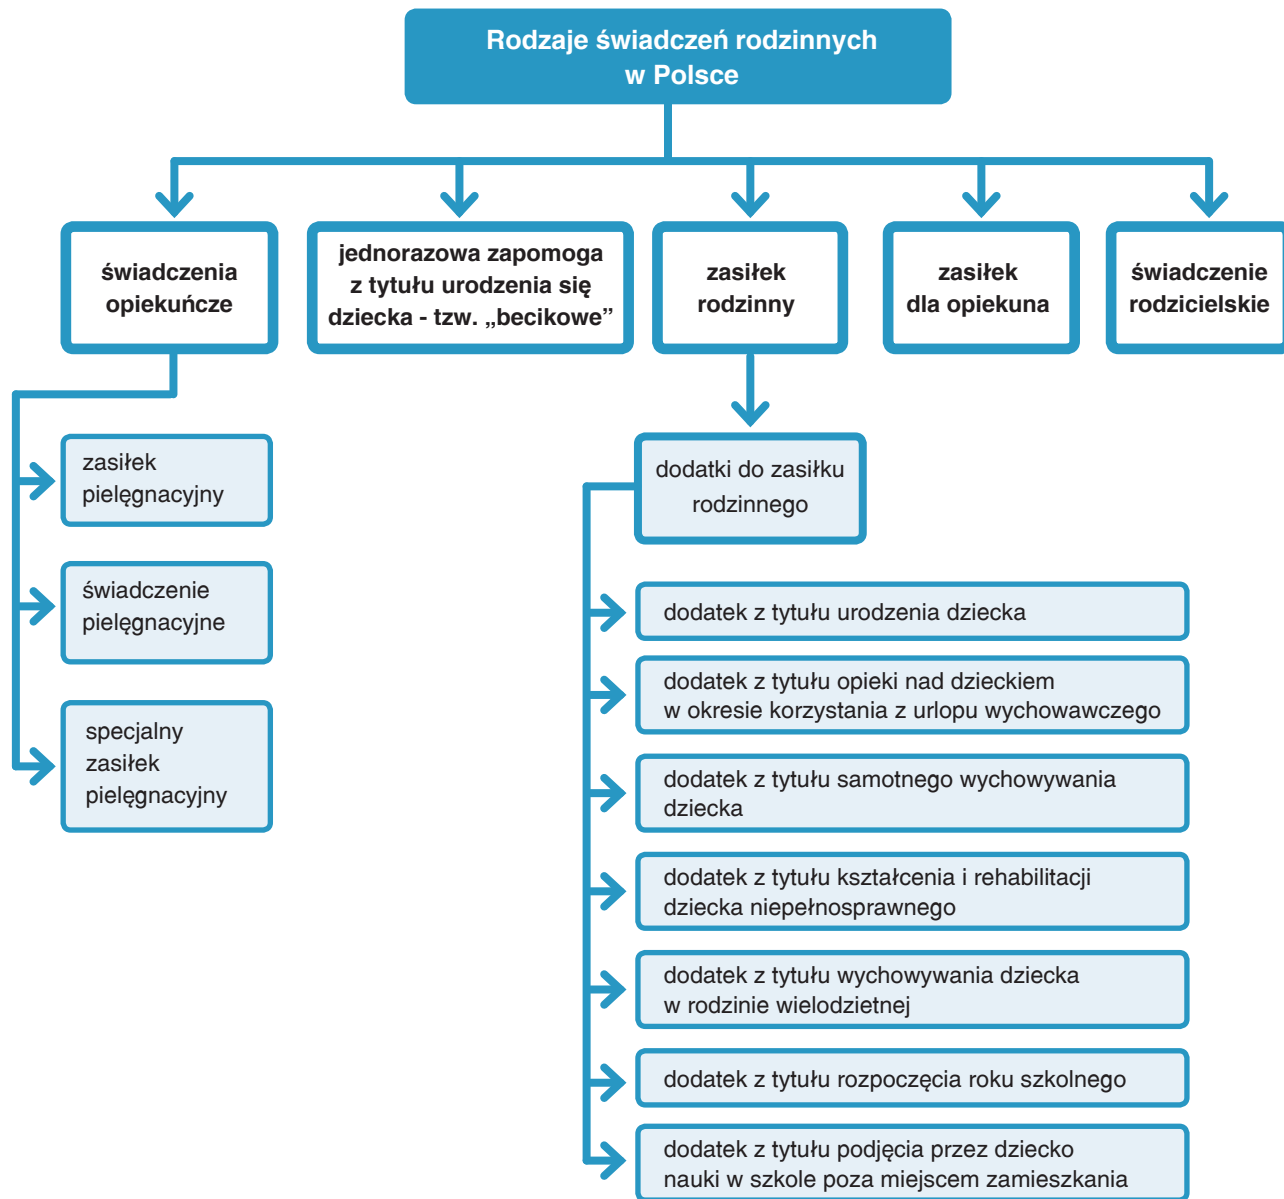 Rodzaje świadczeń rodzinnych
w Polsce
świadczenia
opiekuńcze
jednorazowa zapomoga
z tytułu urodzenia się
dziecka - tzw. „becikowe”
zasiłek
rodzinny
zasiłek
dla opiekuna
świadczenie
rodzicielskie
zasiłek
pielęgnacyjny
świadczenie
pielęgnacyjne
specjalny
zasiłek
pielęgnacyjny
dodatki do zasiłku
rodzinnego
dodatek z tytułu urodzenia dziecka
dodatek z tytułu opieki nad dzieckiem
w okresie korzystania z urlopu wychowawczego
dodatek z tytułu samotnego wychowywania
dziecka
dodatek z tytułu kształcenia i rehabilitacji
dziecka niepełnosprawnego
dodatek z tytułu wychowywania dziecka
w rodzinie wielodzietnej
dodatek z tytułu rozpoczęcia roku szkolnego
dodatek z tytułu podjęcia przez dziecko
nauki w szkole poza miejscem zamieszkania